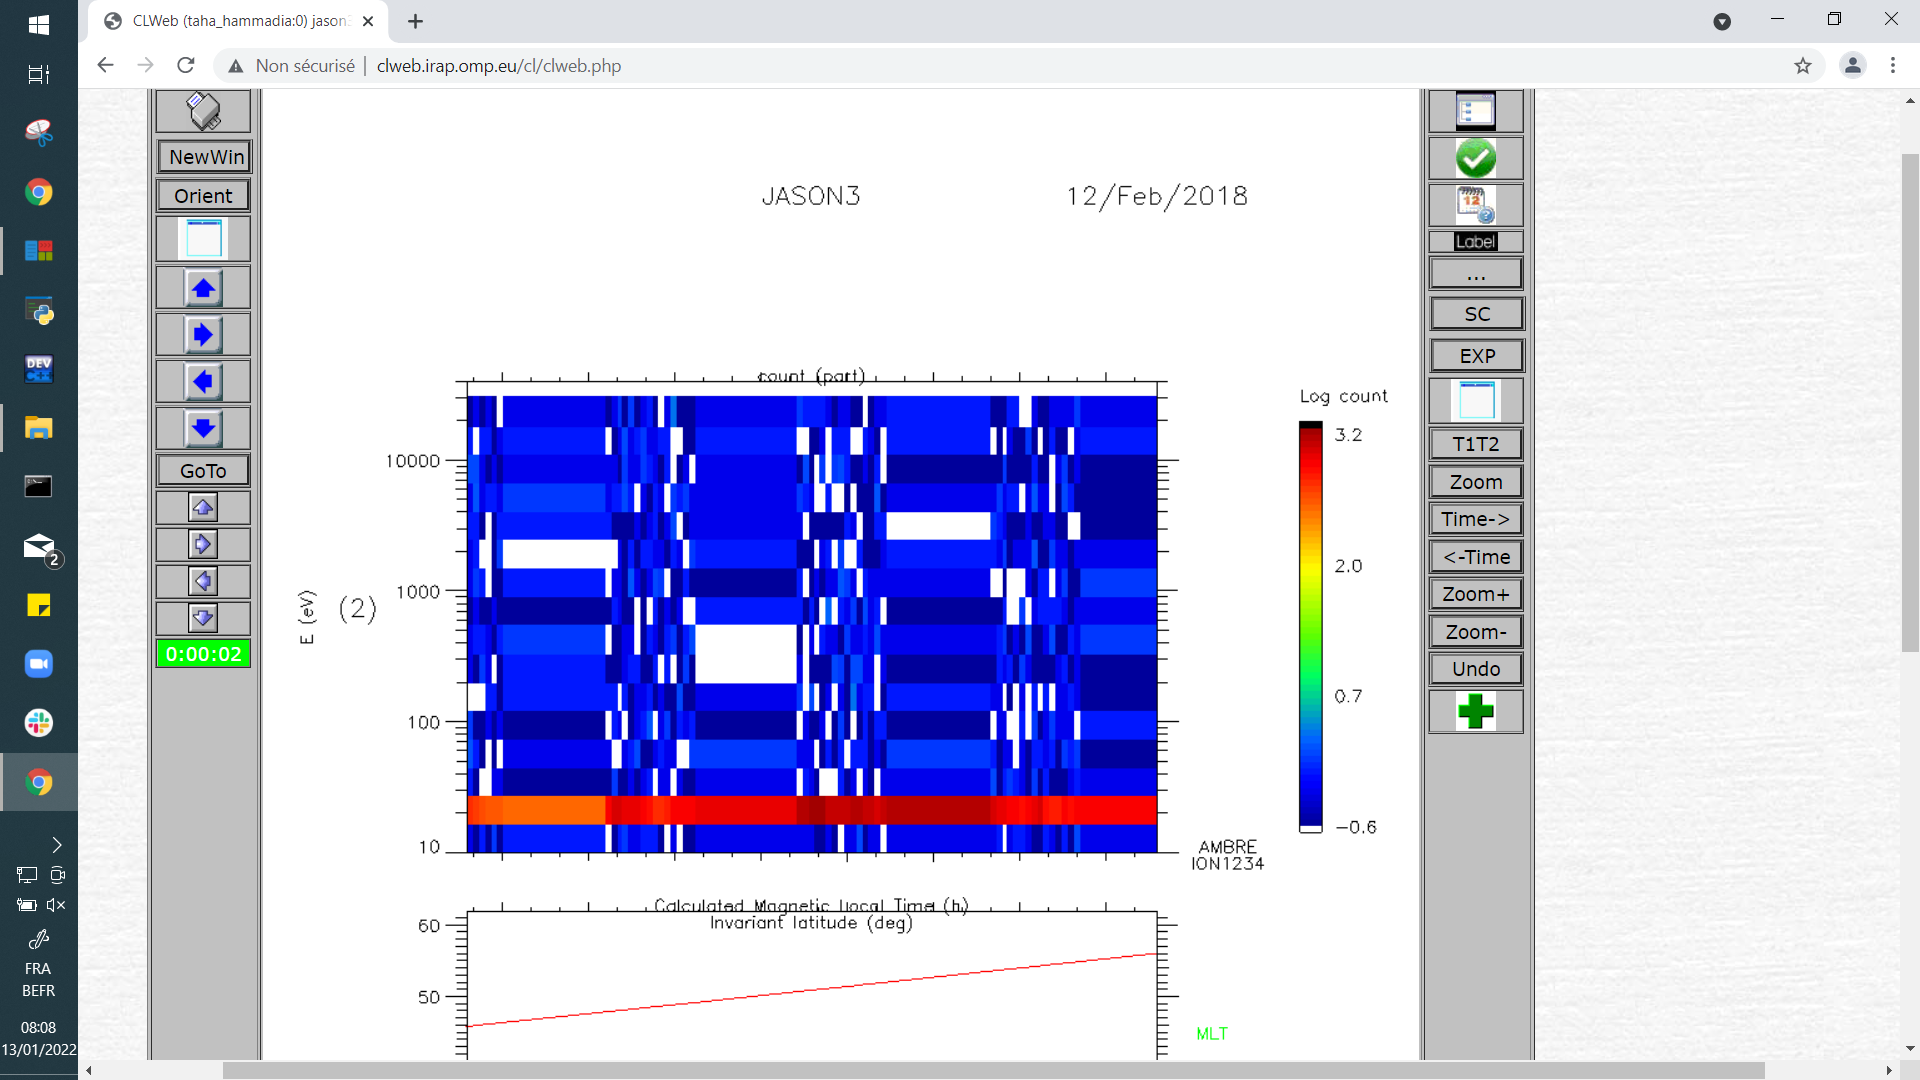 CLWeb (taha_hammadia:0) jason3
Non sécurisé
clweb.irap.omp.eu/cl/clweb.php
NewWin
Orient
GoTo
0:00:02
JASON3
12/Feb/2018
count (part)
10000
1000
100
10
E (eV)
(2)
Log count
3.2
2.0
0.7
-0.6
AMBRE
ION1234
Calculated Magnetic Local Time (h)
Invariant latitude (deg)
60
50
MLT
12
Label
...
SC
EXP
T1T2
Zoom
Time->
<-Time
Zoom+
Zoom-
Undo
DEV
C++
2
FRA
BEFR
08:08
13/01/2022